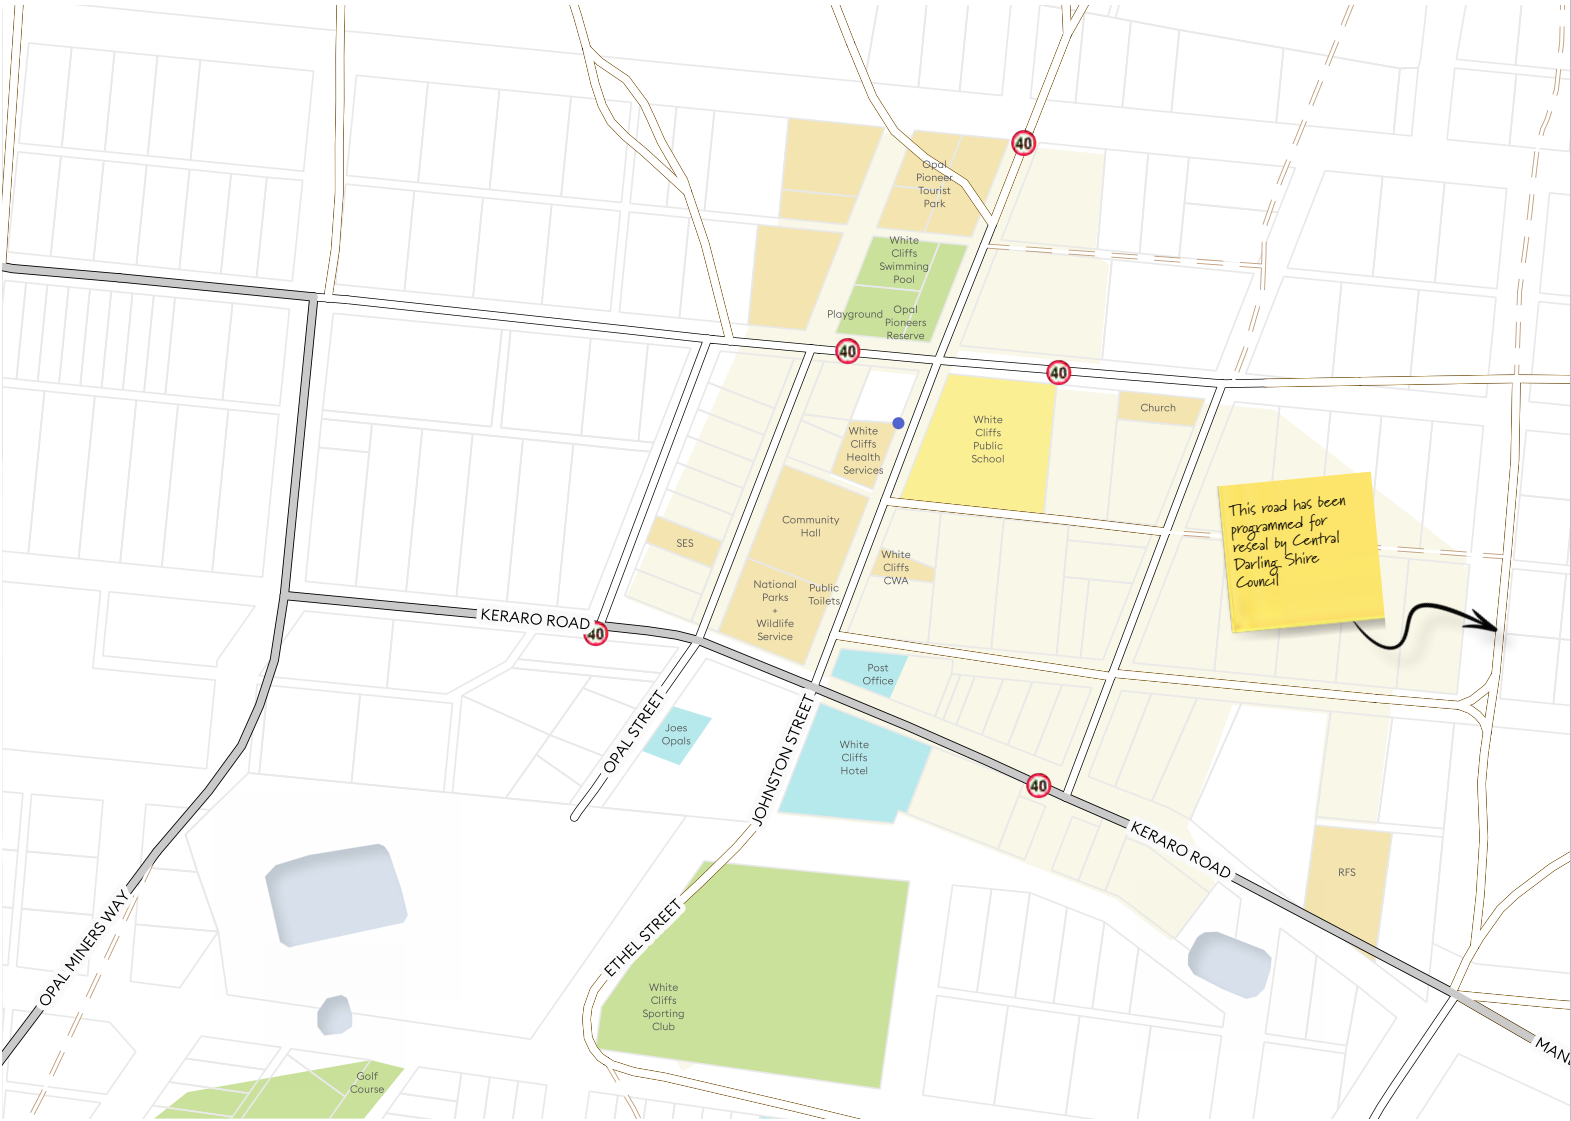 40
Opal
Pioneer
Tourist
Park
White
Cliffs
Swimming
Pool
Playground
Opal
Pioneers
Reserve
40
40
Church
White
Cliffs
Public
School
White
Cliffs
Health
Services
This road has been
programmed for
reseal by Central
Darling Shire
Council
Community
Hall
SES
White
Cliffs
CWA
National
Parks
+
Wildlife
Service
Public
Toilets
KERARO ROAD
40
Post
Office
OPAL STREET
Joes
Opals
JOHNSTON STREET
White
Cliffs
Hotel
40
KERARO ROAD
RFS
OPAL MINERS WAY
ETHEL STREET
White
Cliffs
Sporting
Club
Golf
Course